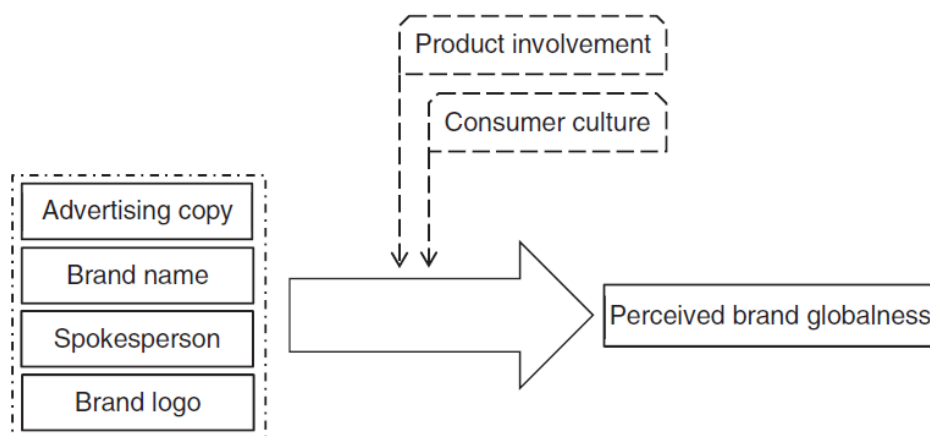 Product involvement
Consumer culture
Advertising copy
Brand name
Spokesperson
Brand logo
Perceived brand globalness